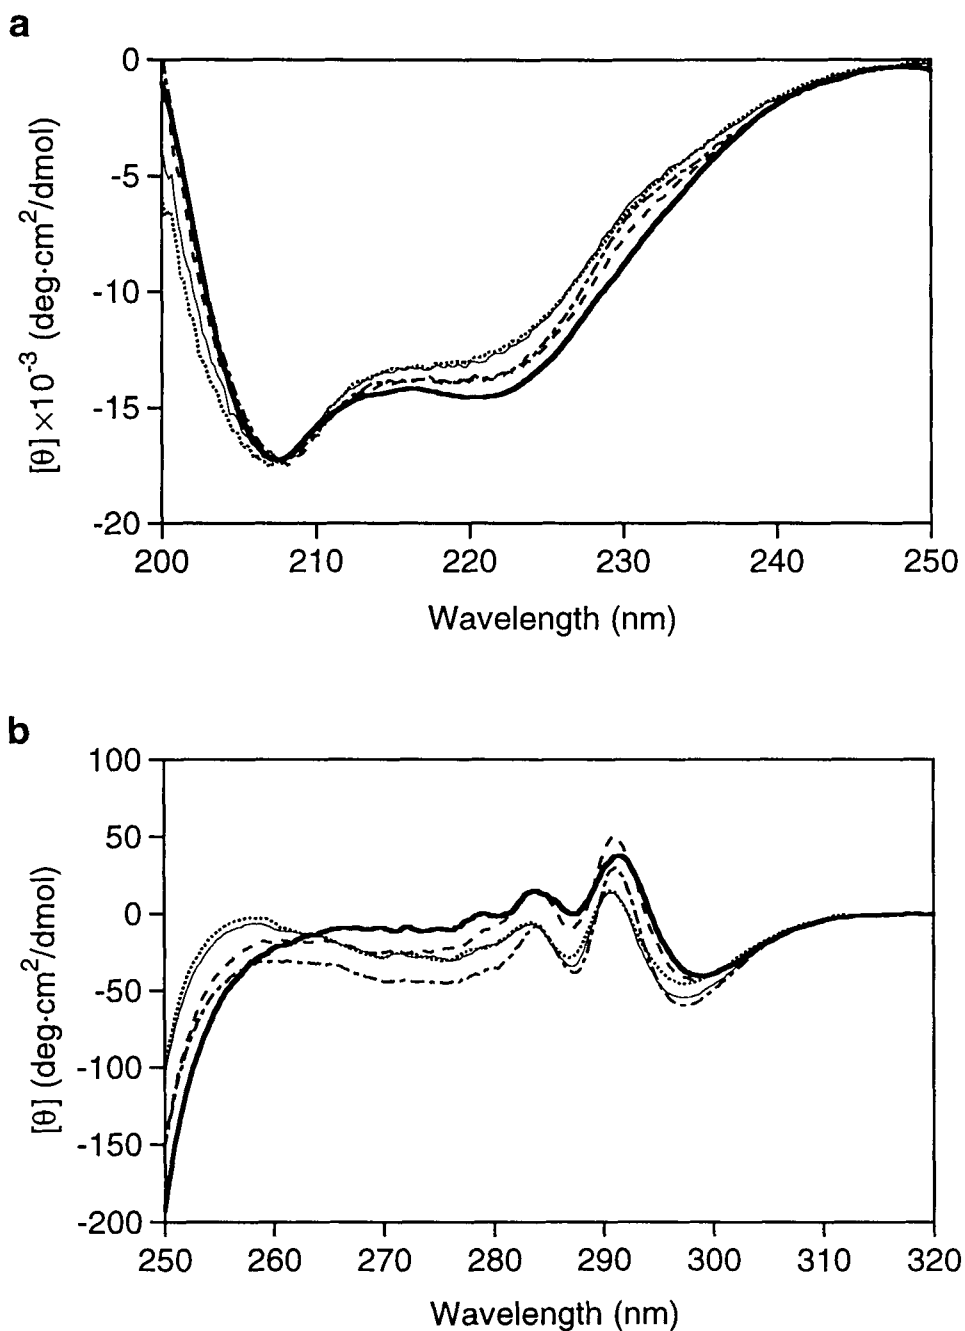 a
0
-5
-10
-15
-20
[θ] ×10⁻³ (deg·cm²/dmol)
200 210 220 230 240 250
Wavelength (nm)
b
100
50
0
-50
-100
-150
-200
[θ] (deg·cm²/dmol)
250 260 270 280 290 300 310 320
Wavelength (nm)